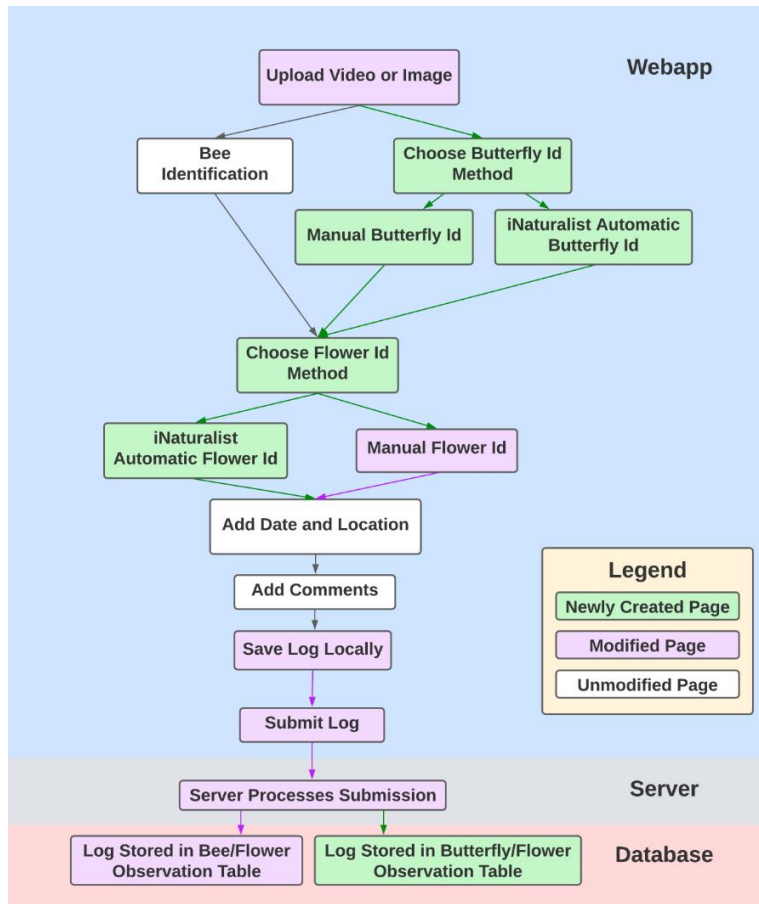 Webapp
Upload Video or Image
Bee
Identification
Choose Butterfly Id
Method
Manual Butterfly Id
iNaturalist Automatic
Butterfly Id
Choose Flower Id
Method
iNaturalist
Automatic Flower Id
Manual Flower Id
Add Date and Location
Add Comments
Save Log Locally
Submit Log
Legend
Newly Created Page
Modified Page
Unmodified Page
Server
Server Processes Submission
Database
Log Stored in Bee/Flower
Observation Table
Log Stored in Butterfly/Flower
Observation Table